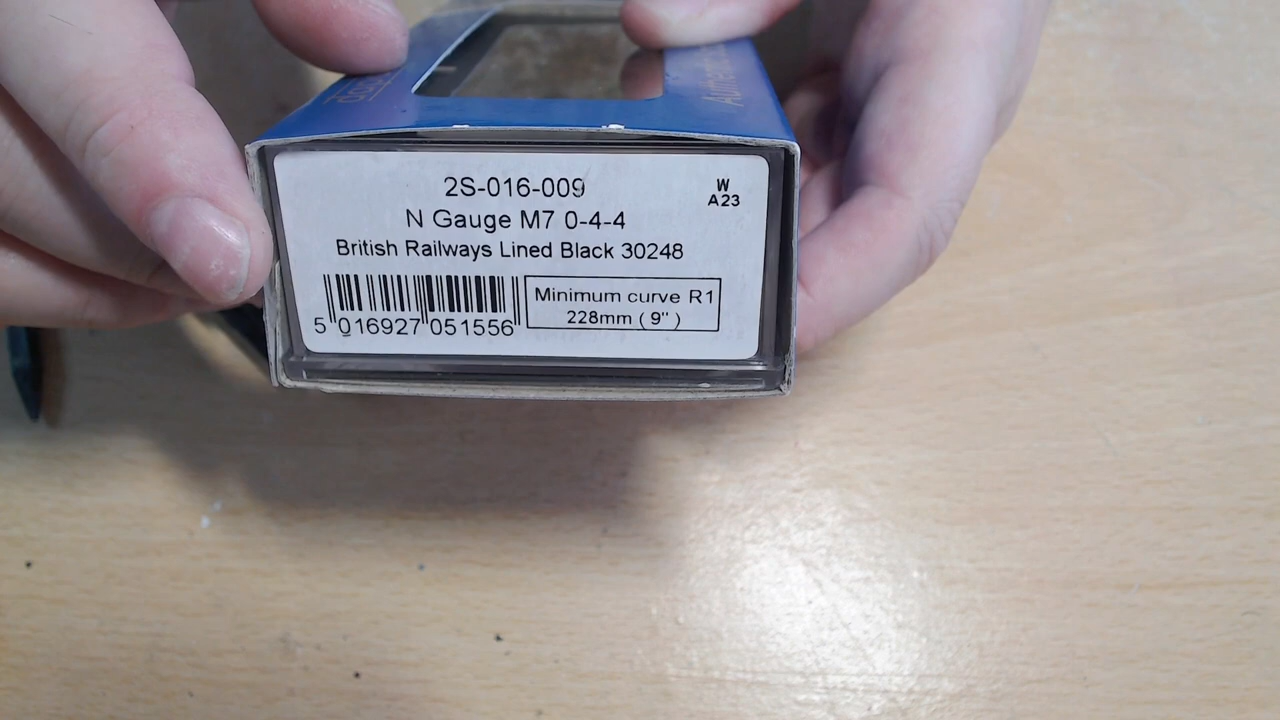 2S-016-009
W
A23
N Gauge M7 0-4-4
British Railways Lined Black 30248
5 016927 051556
Minimum curve R1
228mm ( 9" )